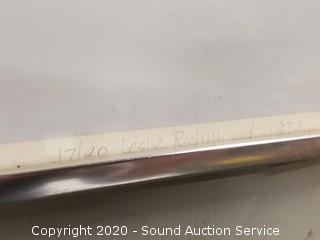 17/20 Leslie Richmond
Copyright 2020 - Sound Auction Service